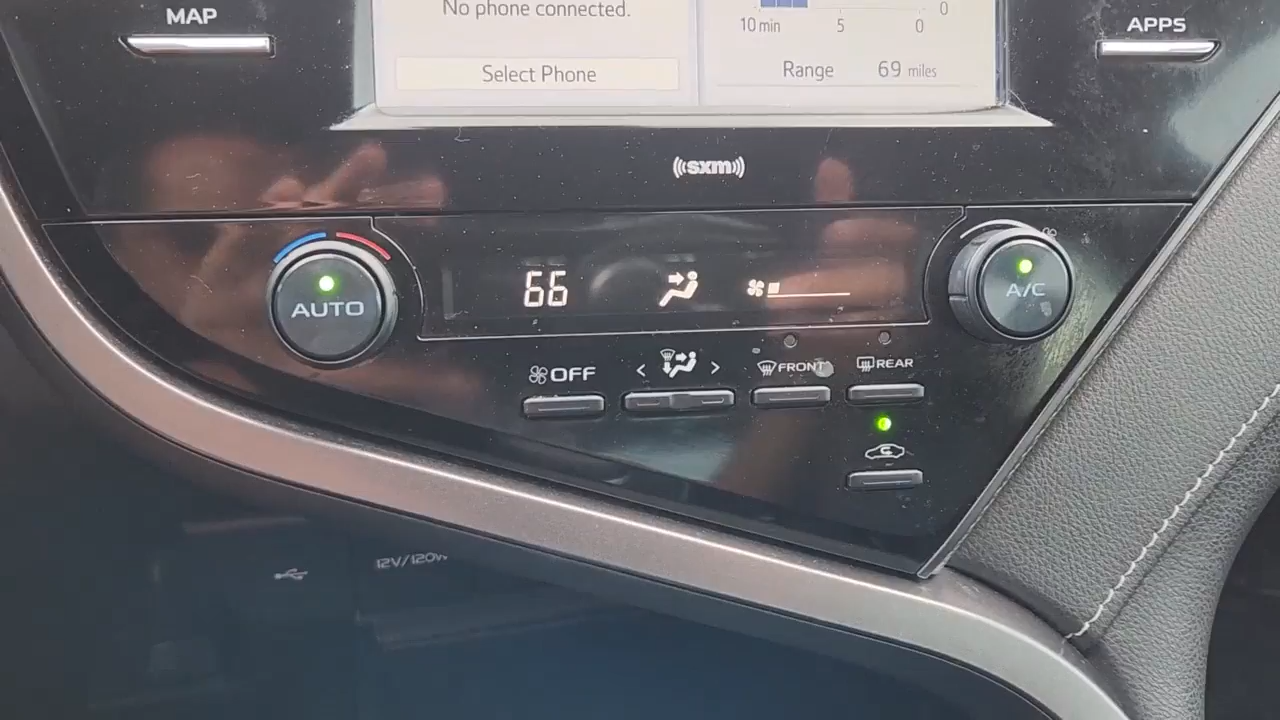 MAP
No phone connected.
Select Phone
10 min 5 0
0
Range 69 miles
APPS
sxm
AUTO
66
A/C
OFF
< >
FRONT
REAR
12V/120W